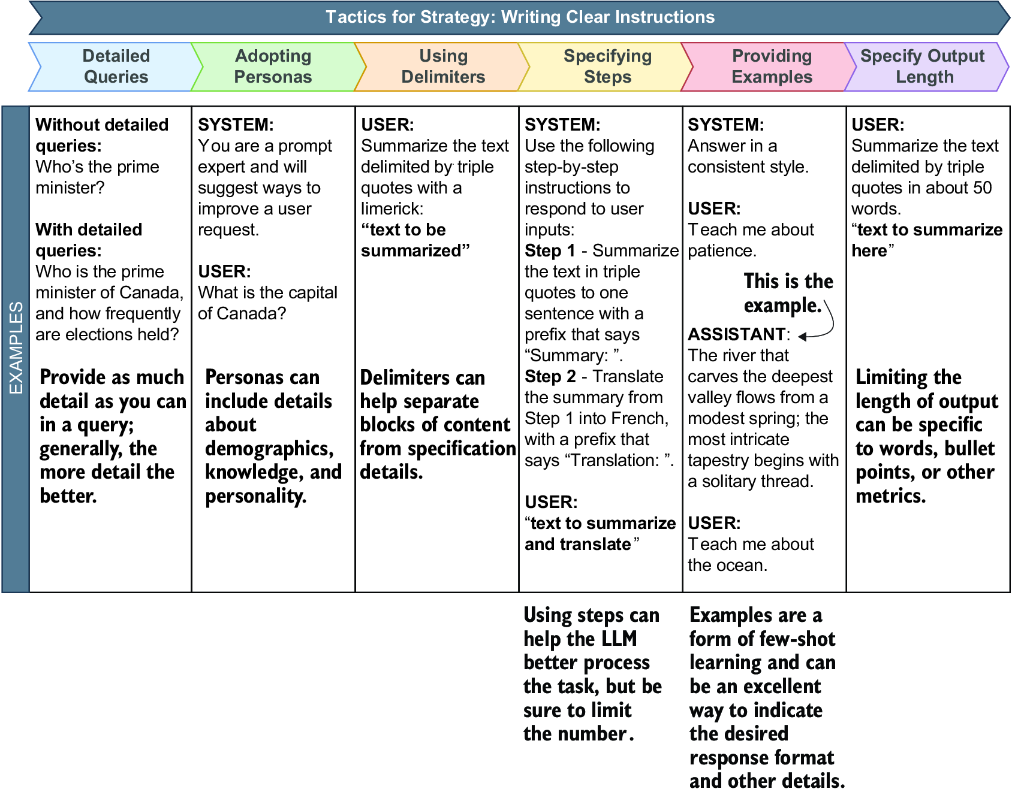 Tactics for Strategy: Writing Clear Instructions
Detailed
Queries
Adopting
Personas
Using
Delimiters
Specifying
Steps
Providing
Examples
Specify Output
Length
EXAMPLES
Without detailed
queries:
Who's the prime
minister?
With detailed
queries:
Who is the prime
minister of Canada,
and how frequently
are elections held?
Provide as much
detail as you can
in a query;
generally, the
more detail the
better.
SYSTEM:
You are a prompt
expert and will
suggest ways to
improve a user
request.
USER:
What is the capital
of Canada?
Personas can
include details
about
demographics,
knowledge, and
personality.
USER:
Summarize the text
delimited by triple
quotes with a
limerick:
“text to be
summarized”
Delimiters can
help separate
blocks of content
from specification
details.
SYSTEM:
Use the following
step-by-step
instructions to
respond to user
inputs:
Step 1 - Summarize
the text in triple
quotes to one
sentence with a
prefix that says
“Summary: ”.
Step 2 - Translate
the summary from
Step 1 into French,
with a prefix that
says “Translation: ”.
USER:
“text to summarize
and translate”
Using steps can
help the LLM
better process
the task, but be
sure to limit
the number.
SYSTEM:
Answer in a
consistent style.
USER:
Teach me about
patience.
This is the
example.
ASSISTANT:
The river that
carves the deepest
valley flows from a
modest spring; the
most intricate
tapestry begins with
a solitary thread.
USER:
Teach me about
the ocean.
Examples are a
form of few-shot
learning and can
be an excellent
way to indicate
the desired
response format
and other details.
USER:
Summarize the text
delimited by triple
quotes in about 50
words.
“text to summarize
here”
Limiting the
length of output
can be specific
to words, bullet
points, or other
metrics.